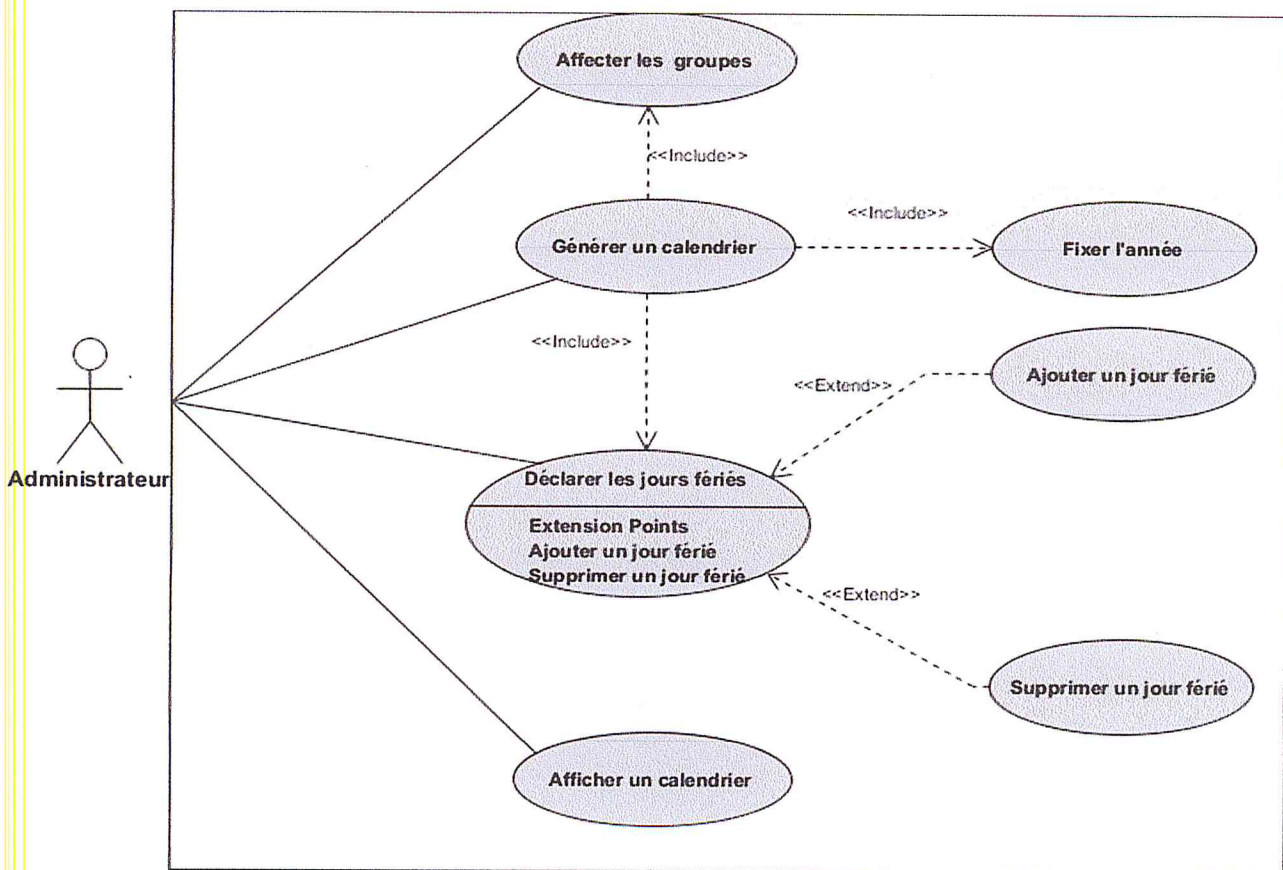 Affecter les groupes
<<Include>>
<<Include>>
Générer un calendrier
Fixer l'année
<<Include>>
Ajouter un jour férié
<<Extend>>
Administrateur
Déclarer les jours fériés
Extension Points
Ajouter un jour férié
Supprimer un jour férié
<<Extend>>
Supprimer un jour férié
Afficher un calendrier